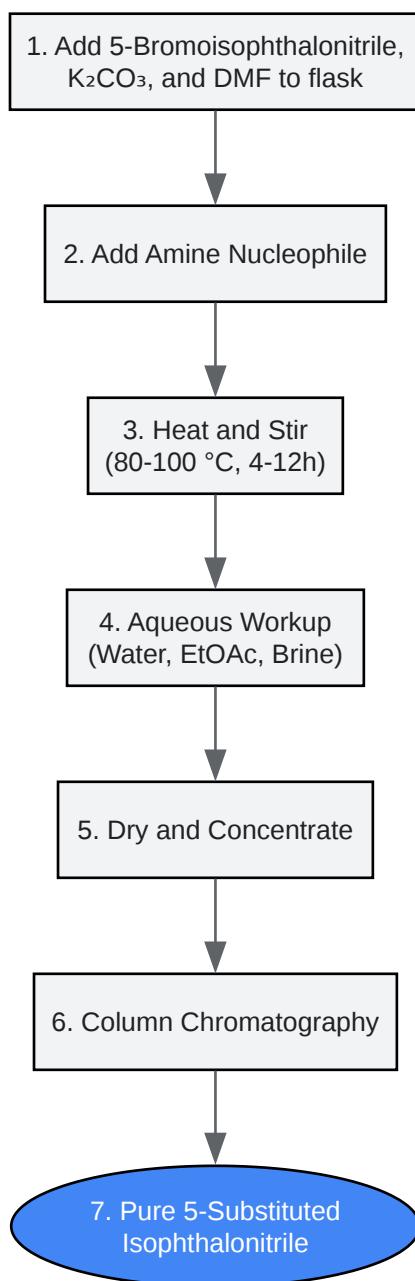 1. Add 5-Bromoisophthalonitrile,
K₂CO₃, and DMF to flask
2. Add Amine Nucleophile
3. Heat and Stir
(80-100 °C, 4-12h)
4. Aqueous Workup
(Water, EtOAc, Brine)
5. Dry and Concentrate
6. Column Chromatography
7. Pure 5-Substituted
Isophthalonitrile